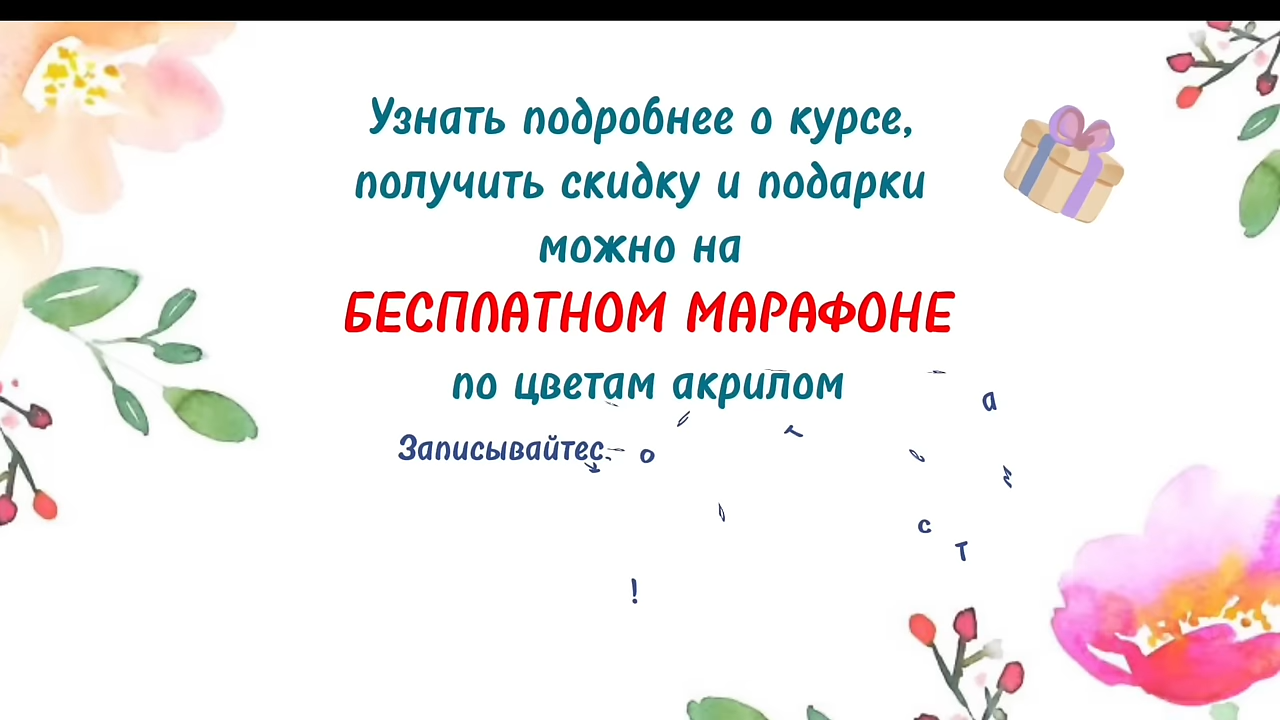 Узнать подробнее о курсе,
получить скидку и подарки
можно на
БЕСПЛАТНОМ МАРАФОНЕ
по цветам акрилом
Записывайтес